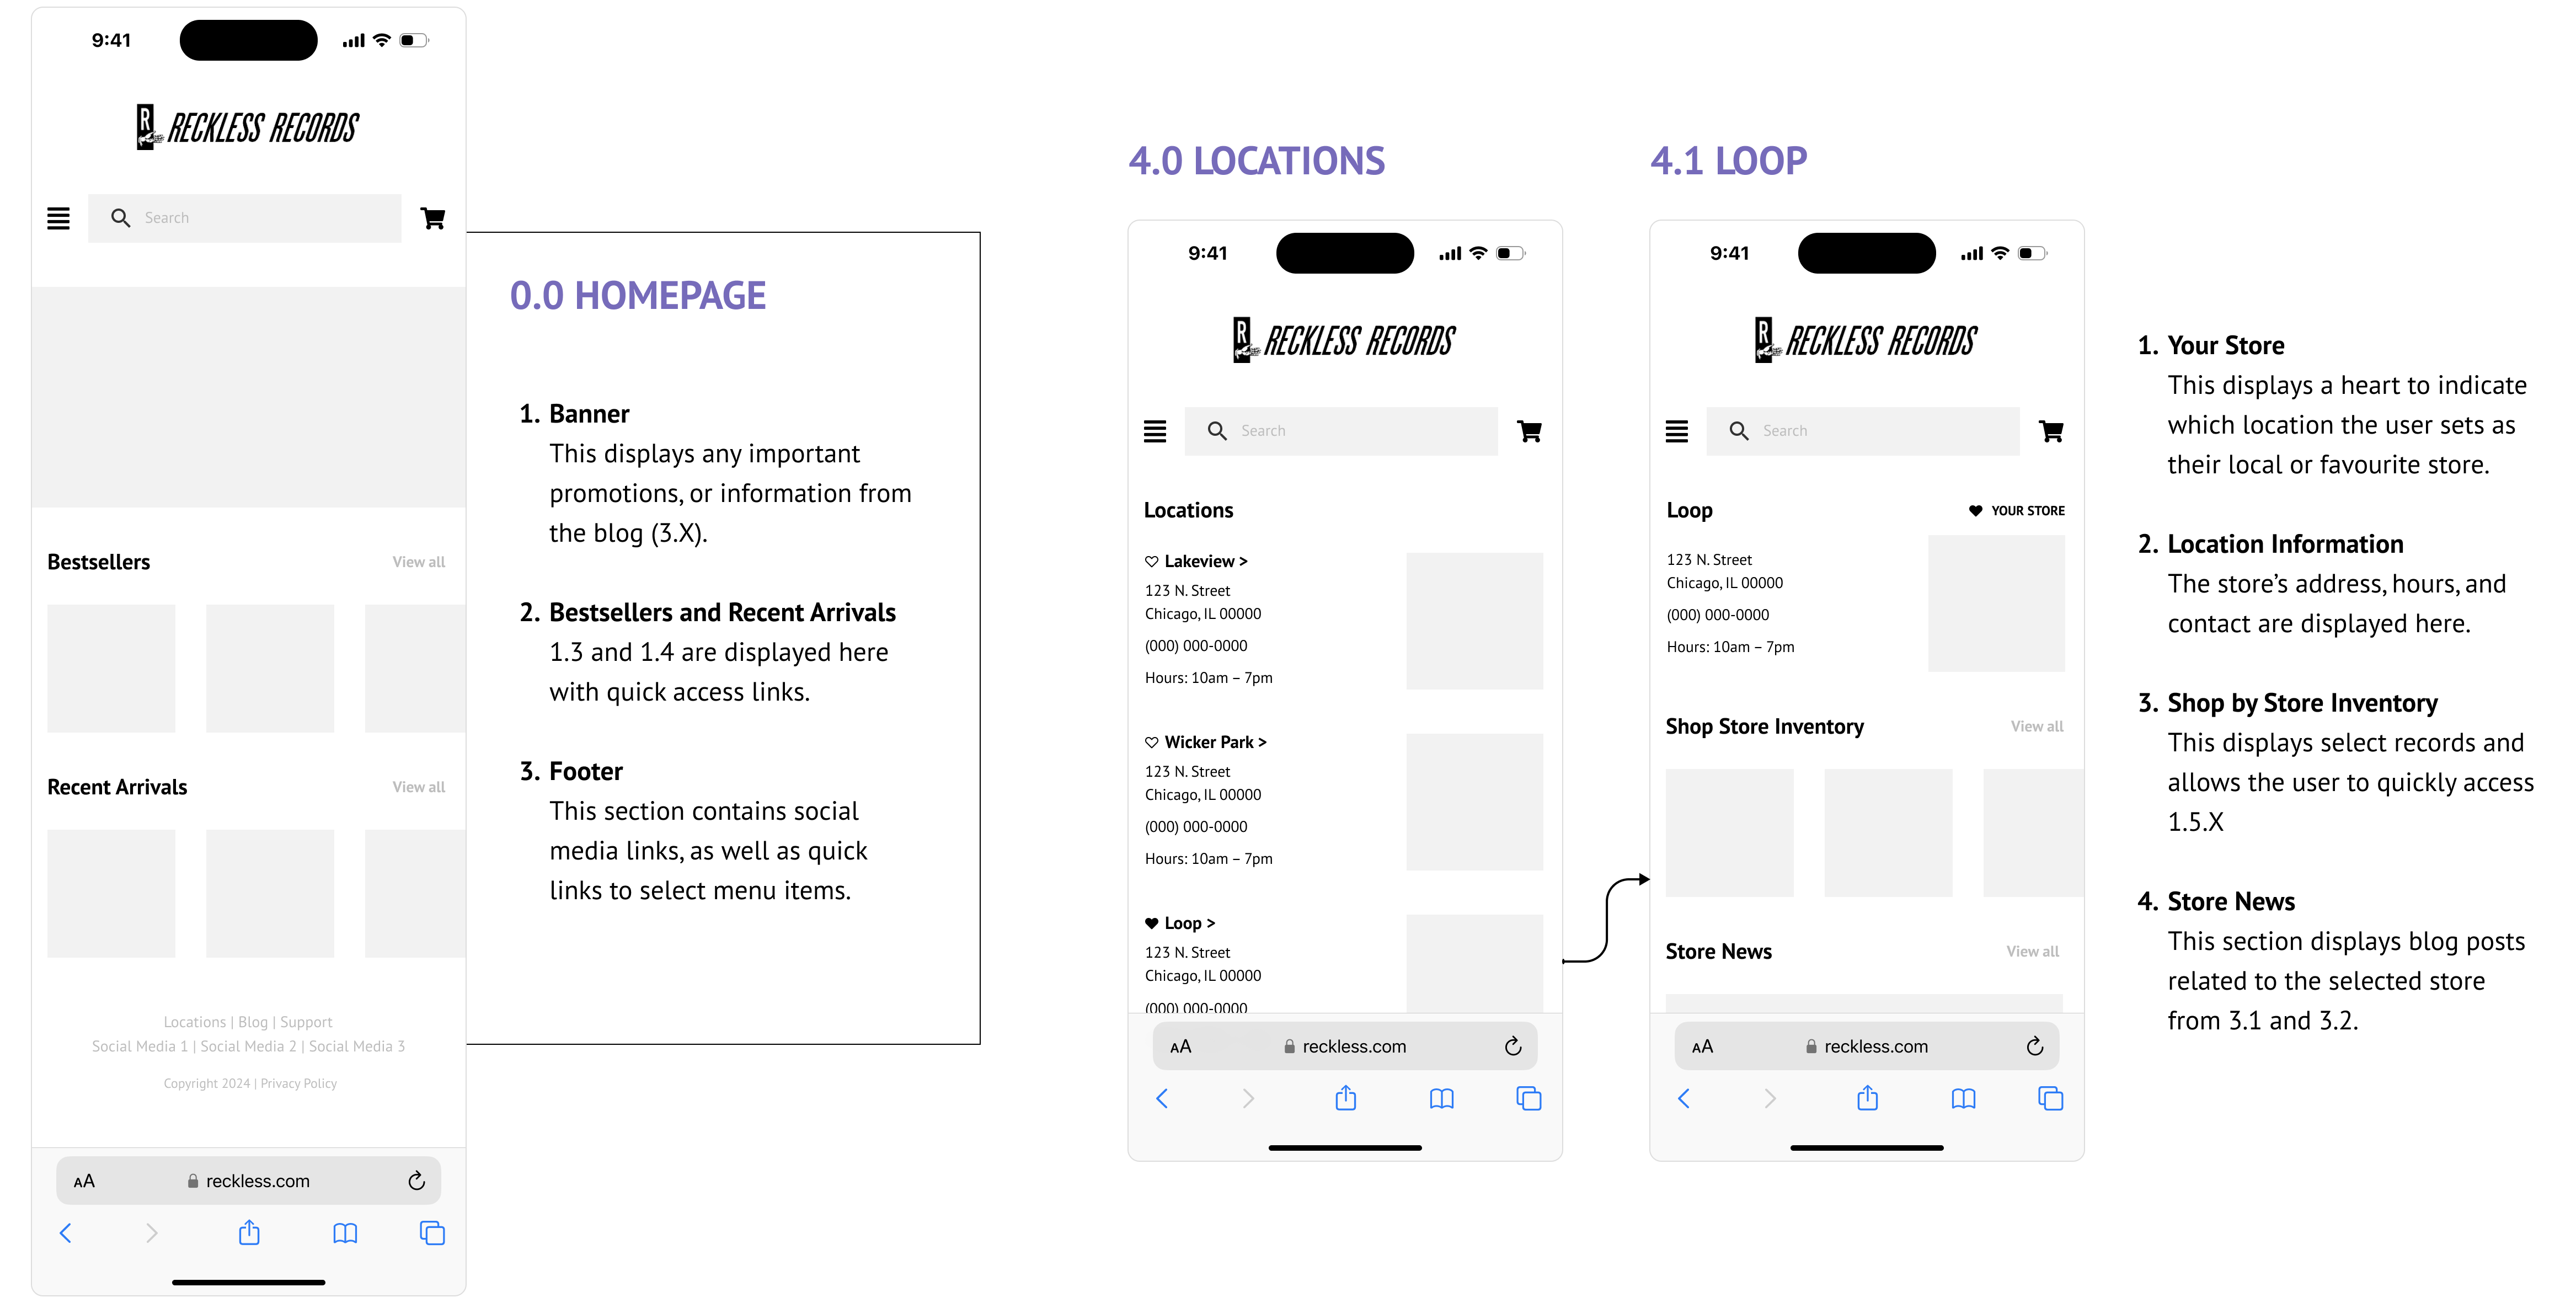 9:41
R RECKLESS RECORDS
Search
Bestsellers View all
Recent Arrivals View all
Locations | Blog | Support
Social Media 1 | Social Media 2 | Social Media 3
Copyright 2024 | Privacy Policy
AA reckless.com
0.0 HOMEPAGE
1. Banner
This displays any important
promotions, or information from
the blog (3.X).
2. Bestsellers and Recent Arrivals
1.3 and 1.4 are displayed here
with quick access links.
3. Footer
This section contains social
media links, as well as quick
links to select menu items.
4.0 LOCATIONS
9:41
R RECKLESS RECORDS
Search
Locations
Lakeview >
123 N. Street
Chicago, IL 00000
(000) 000-0000
Hours: 10am – 7pm
Wicker Park >
123 N. Street
Chicago, IL 00000
(000) 000-0000
Hours: 10am – 7pm
Loop >
123 N. Street
Chicago, IL 00000
(000) 000-0000
AA reckless.com
4.1 LOOP
9:41
R RECKLESS RECORDS
Search
Loop YOUR STORE
123 N. Street
Chicago, IL 00000
(000) 000-0000
Hours: 10am – 7pm
Shop Store Inventory View all
Store News View all
AA reckless.com
1. Your Store
This displays a heart to indicate
which location the user sets as
their local or favourite store.
2. Location Information
The store’s address, hours, and
contact are displayed here.
3. Shop by Store Inventory
This displays select records and
allows the user to quickly access
1.5.X
4. Store News
This section displays blog posts
related to the selected store
from 3.1 and 3.2.